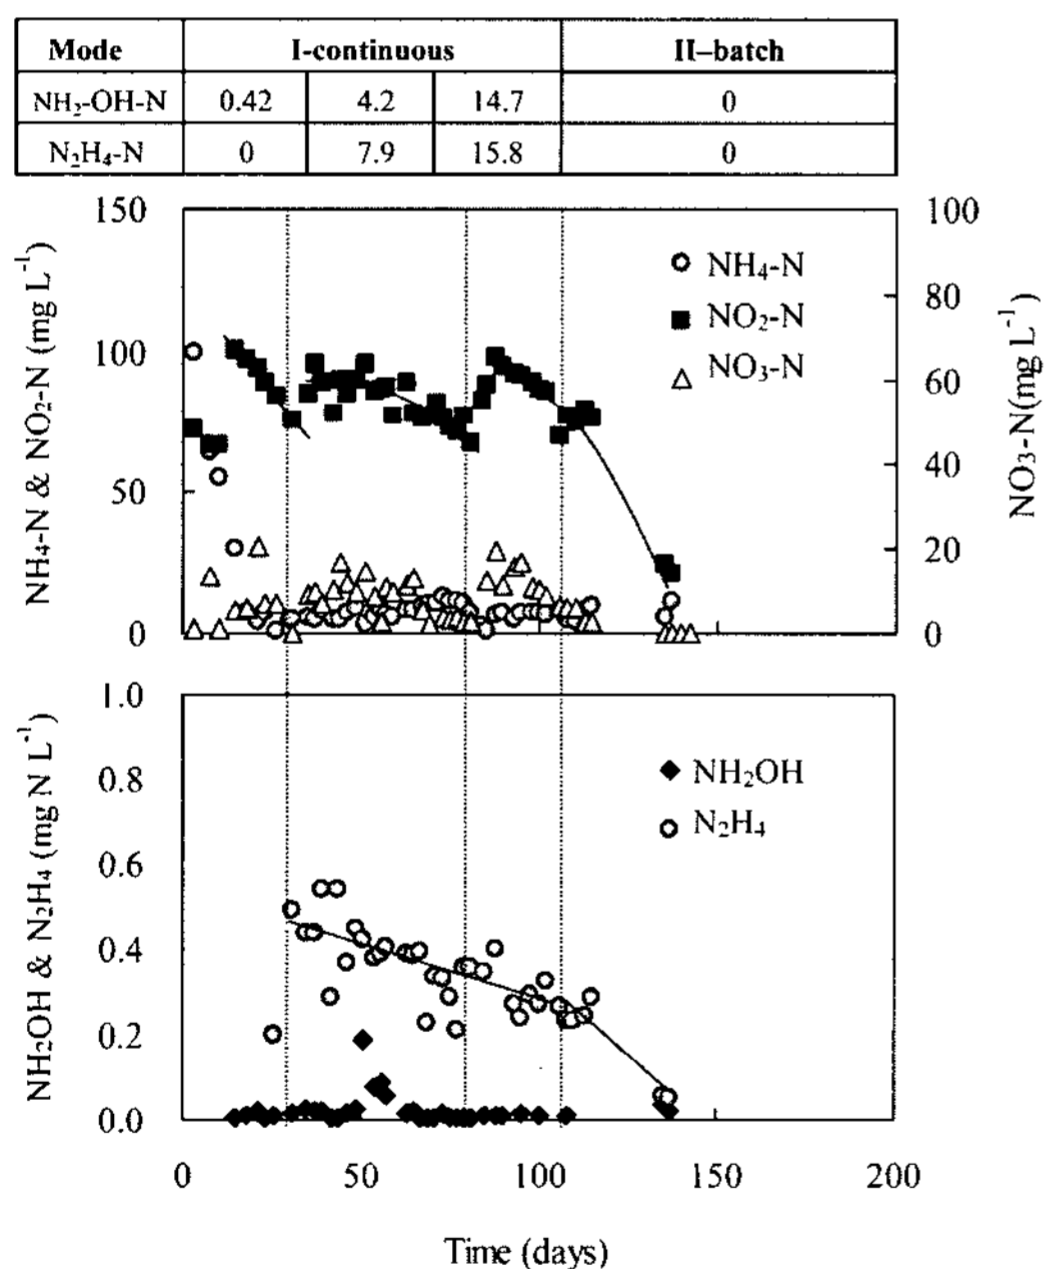 Mode I-continuous II–batch
NH₂-OH-N 0.42 4.2 14.7 0
N₂H₄-N 0 7.9 15.8 0
150 100
NH₄-N
80
NO₂-N
100
NO₃-N 60
NH₄-N & NO₂-N (mg L⁻¹)
NO₃-N(mg L⁻¹)
40
50
20
0 0
1.0
NH₂OH
0.8
N₂H₄
0.6
NH₂OH & N₂H₄ (mg N L⁻¹)
0.4
0.2
0.0
0 50 100 150 200
Time (days)